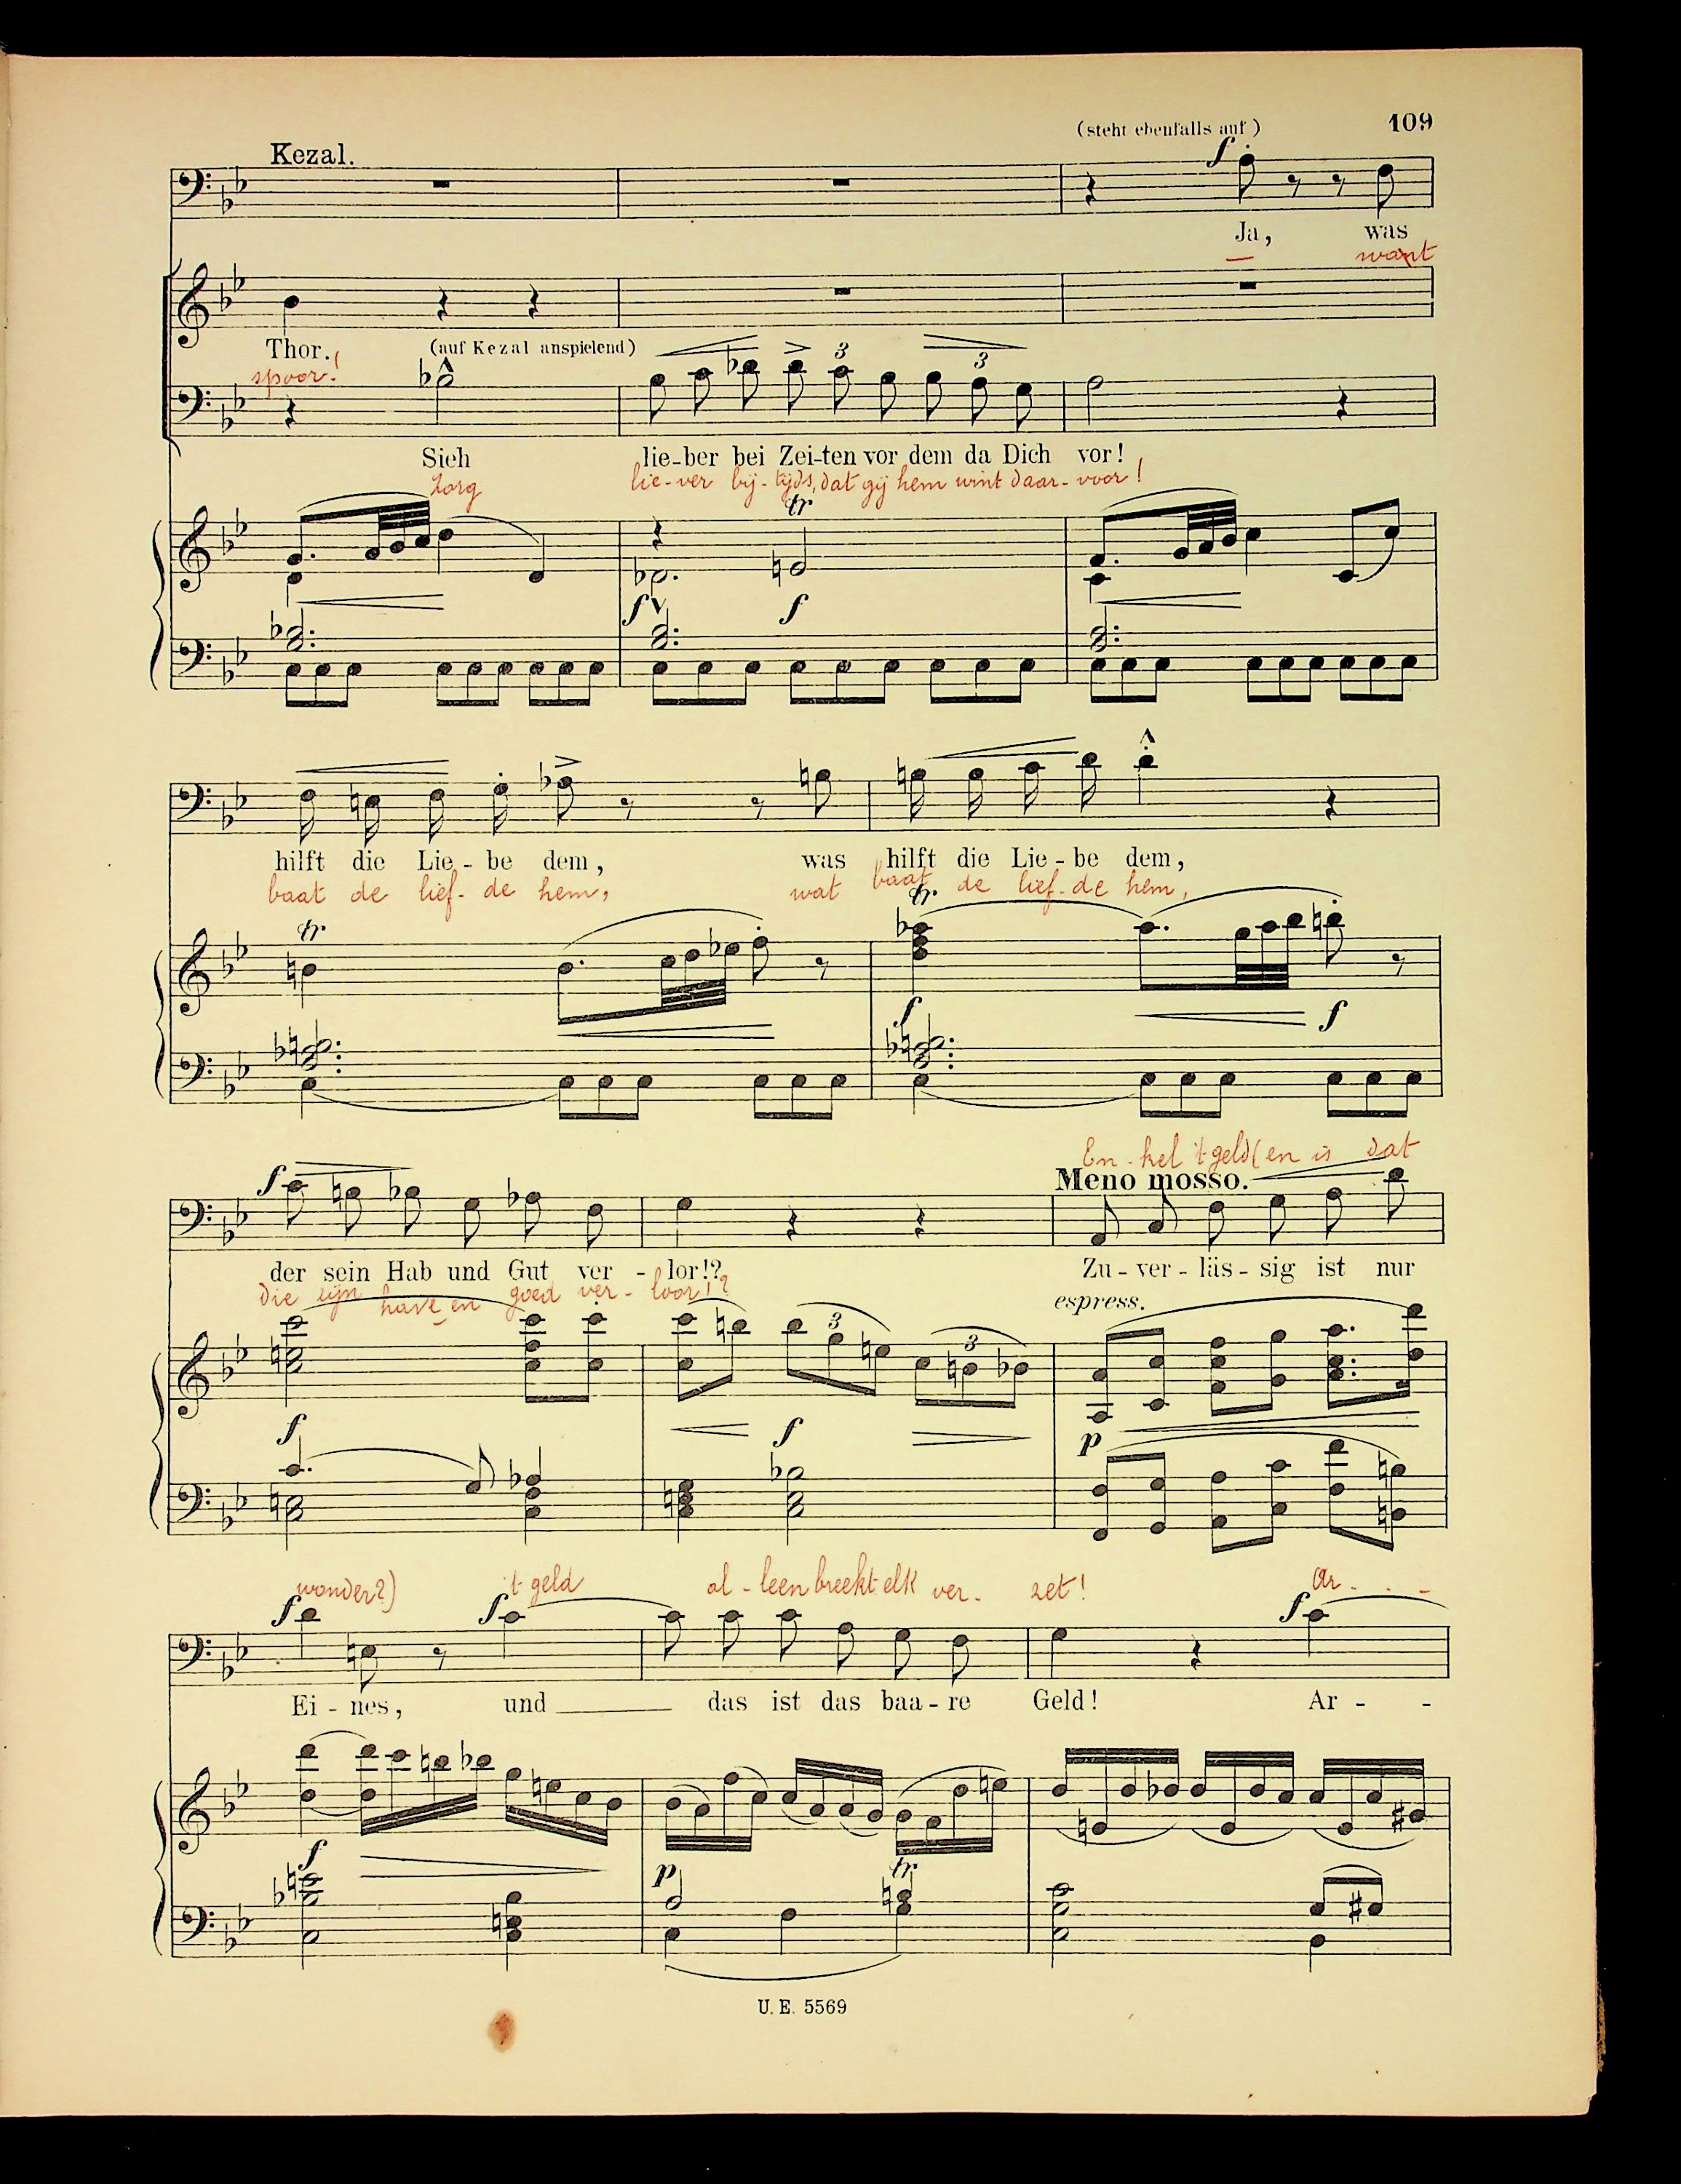 (steht ebenfalls auf)
109
Kezal.
f
Ja, was
want
Thor. (auf Kezal anspielend)
spoor!
3
3
Sieh lie-ber bei Zei-ten vor dem da Dich vor!
Zorg lie-ver bij-tijds, dat gij hem wint daar-voor!
tr
f f
hilft die Lie-be dem, was hilft die Lie-be dem,
baat de lief-de hem, wat baat de lief-de hem,
tr tr
f f
En-kel 't geld (en is dat
Meno mosso.
f
der sein Hab und Gut ver-lor!? Zu-ver-läs-sig ist nur
die zijn have en goed ver-loor!?
espress.
3 3
f f p
wonder?) 't geld al-leen breekt elk ver-zet! Ar- - -
f f f
Ei-nes, und das ist das baa-re Geld! Ar- -
f p tr
U. E. 5569